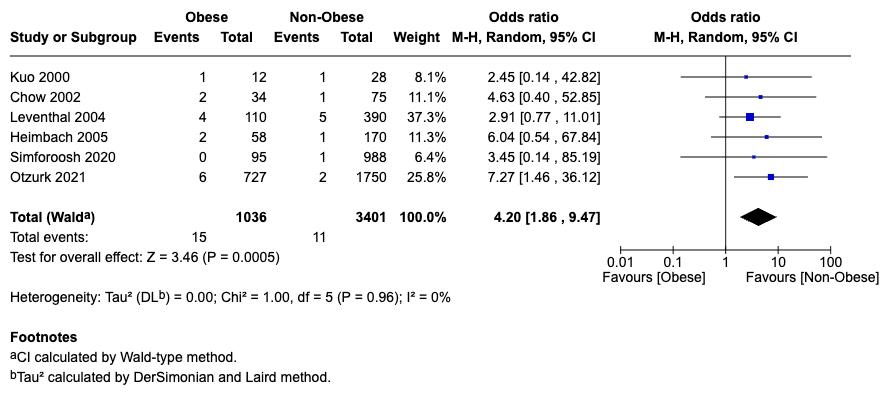 Obese Non-Obese Odds ratio Odds ratio
Study or Subgroup Events Total Events Total Weight M-H, Random, 95% CI M-H, Random, 95% CI
Kuo 2000 1 12 1 28 8.1% 2.45 [0.14 , 42.82]
Chow 2002 2 34 1 75 11.1% 4.63 [0.40 , 52.85]
Leventhal 2004 4 110 5 390 37.3% 2.91 [0.77 , 11.01]
Heimbach 2005 2 58 1 170 11.3% 6.04 [0.54 , 67.84]
Simforoosh 2020 0 95 1 988 6.4% 3.45 [0.14 , 85.19]
Otzurk 2021 6 727 2 1750 25.8% 7.27 [1.46 , 36.12]
Total (Waldᵃ) 1036 3401 100.0% 4.20 [1.86 , 9.47]
Total events: 15 11
Test for overall effect: Z = 3.46 (P = 0.0005)
0.01 0.1 1 10 100
Favours [Obese] Favours [Non-Obese]
Heterogeneity: Tau² (DLᵇ) = 0.00; Chi² = 1.00, df = 5 (P = 0.96); I² = 0%
Footnotes
ᵃCI calculated by Wald-type method.
ᵇTau² calculated by DerSimonian and Laird method.